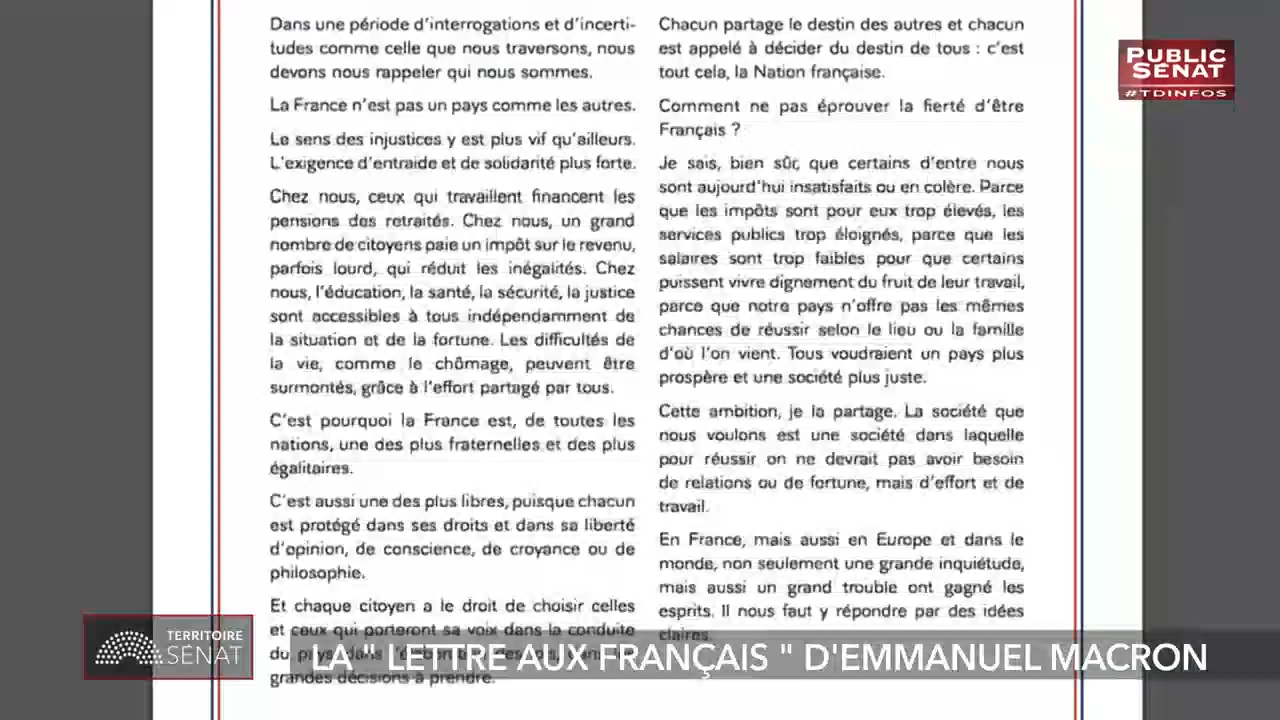 Dans une période d'interrogations et d'incerti-
tudes comme celle que nous traversons, nous
devons nous rappeler qui nous sommes.
La France n'est pas un pays comme les autres.
Le sens des injustices y est plus vif qu'ailleurs.
L'exigence d'entraide et de solidarité plus forte.
Chez nous, ceux qui travaillent financent les
pensions des retraités. Chez nous, un grand
nombre de citoyens paie un impôt sur le revenu,
parfois lourd, qui réduit les inégalités. Chez
nous, l'éducation, la santé, la sécurité, la justice
sont accessibles à tous indépendamment de
la situation et de la fortune. Les difficultés de
la vie, comme le chômage, peuvent être
surmontés, grâce à l'effort partagé par tous.
C'est pourquoi la France est, de toutes les
nations, une des plus fraternelles et des plus
égalitaires.
C'est aussi une des plus libres, puisque chacun
est protégé dans ses droits et dans sa liberté
d'opinion, de conscience, de croyance ou de
philosophie.
Et chaque citoyen a le droit de choisir celles
et ceux qui porteront sa voix dans la conduite
du pays, dans
grandes décisions à prendre.
Chacun partage le destin des autres et chacun
est appelé à décider du destin de tous : c'est
tout cela, la Nation française.
Comment ne pas éprouver la fierté d'être
Français ?
Je sais, bien sûr, que certains d'entre nous
sont aujourd'hui insatisfaits ou en colère. Parce
que les impôts sont pour eux trop élevés, les
services publics trop éloignés, parce que les
salaires sont trop faibles pour que certains
puissent vivre dignement du fruit de leur travail,
parce que notre pays n'offre pas les mêmes
chances de réussir selon le lieu ou la famille
d'où l'on vient. Tous voudraient un pays plus
prospère et une société plus juste.
Cette ambition, je la partage. La société que
nous voulons est une société dans laquelle
pour réussir on ne devrait pas avoir besoin
de relations ou de fortune, mais d'effort et de
travail.
En France, mais aussi en Europe et dans le
monde, non seulement une grande inquiétude,
mais aussi un grand trouble ont gagné les
esprits. Il nous faut y répondre par des idées
claires.
PUBLIC
SÉNAT
#TDINFOS
TERRITOIRE
SÉNAT
LA " LETTRE AUX FRANÇAIS " D'EMMANUEL MACRON